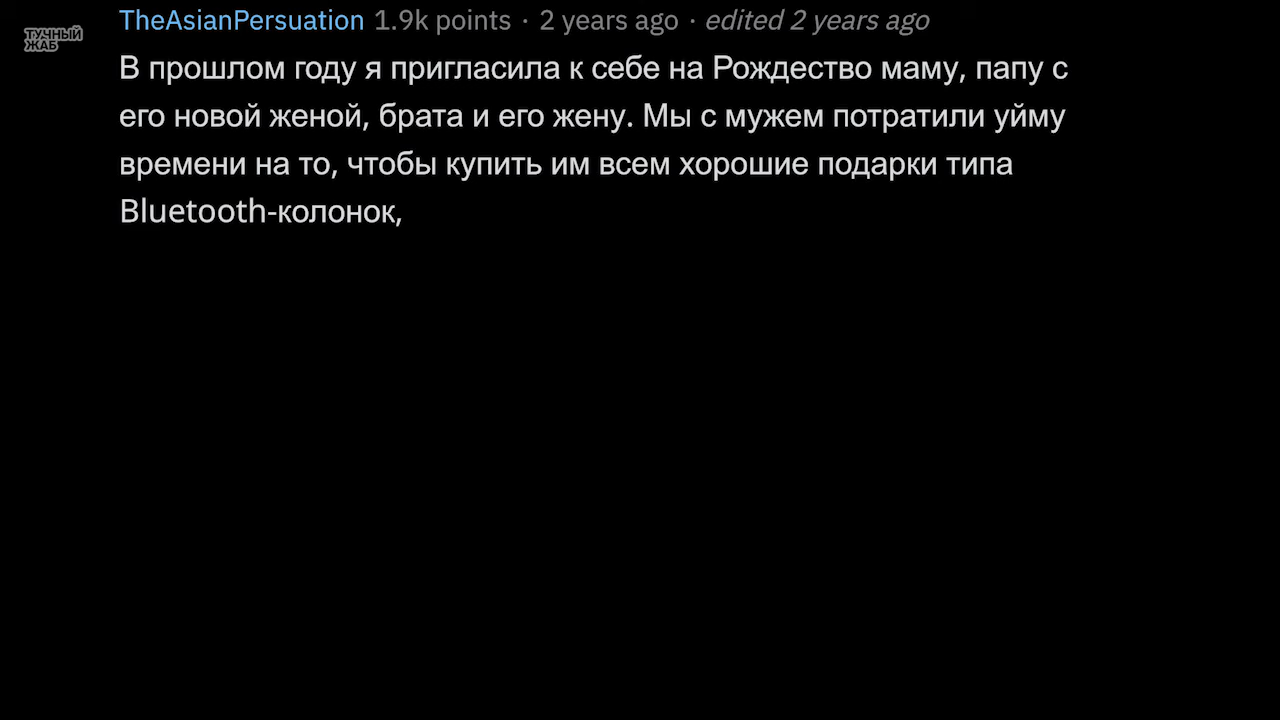 ТУЧНЫЙ
ЖАБ
TheAsianPersuation 1.9k points · 2 years ago · edited 2 years ago
В прошлом году я пригласила к себе на Рождество маму, папу с
его новой женой, брата и его жену. Мы с мужем потратили уйму
времени на то, чтобы купить им всем хорошие подарки типа
Bluetooth-колонок,